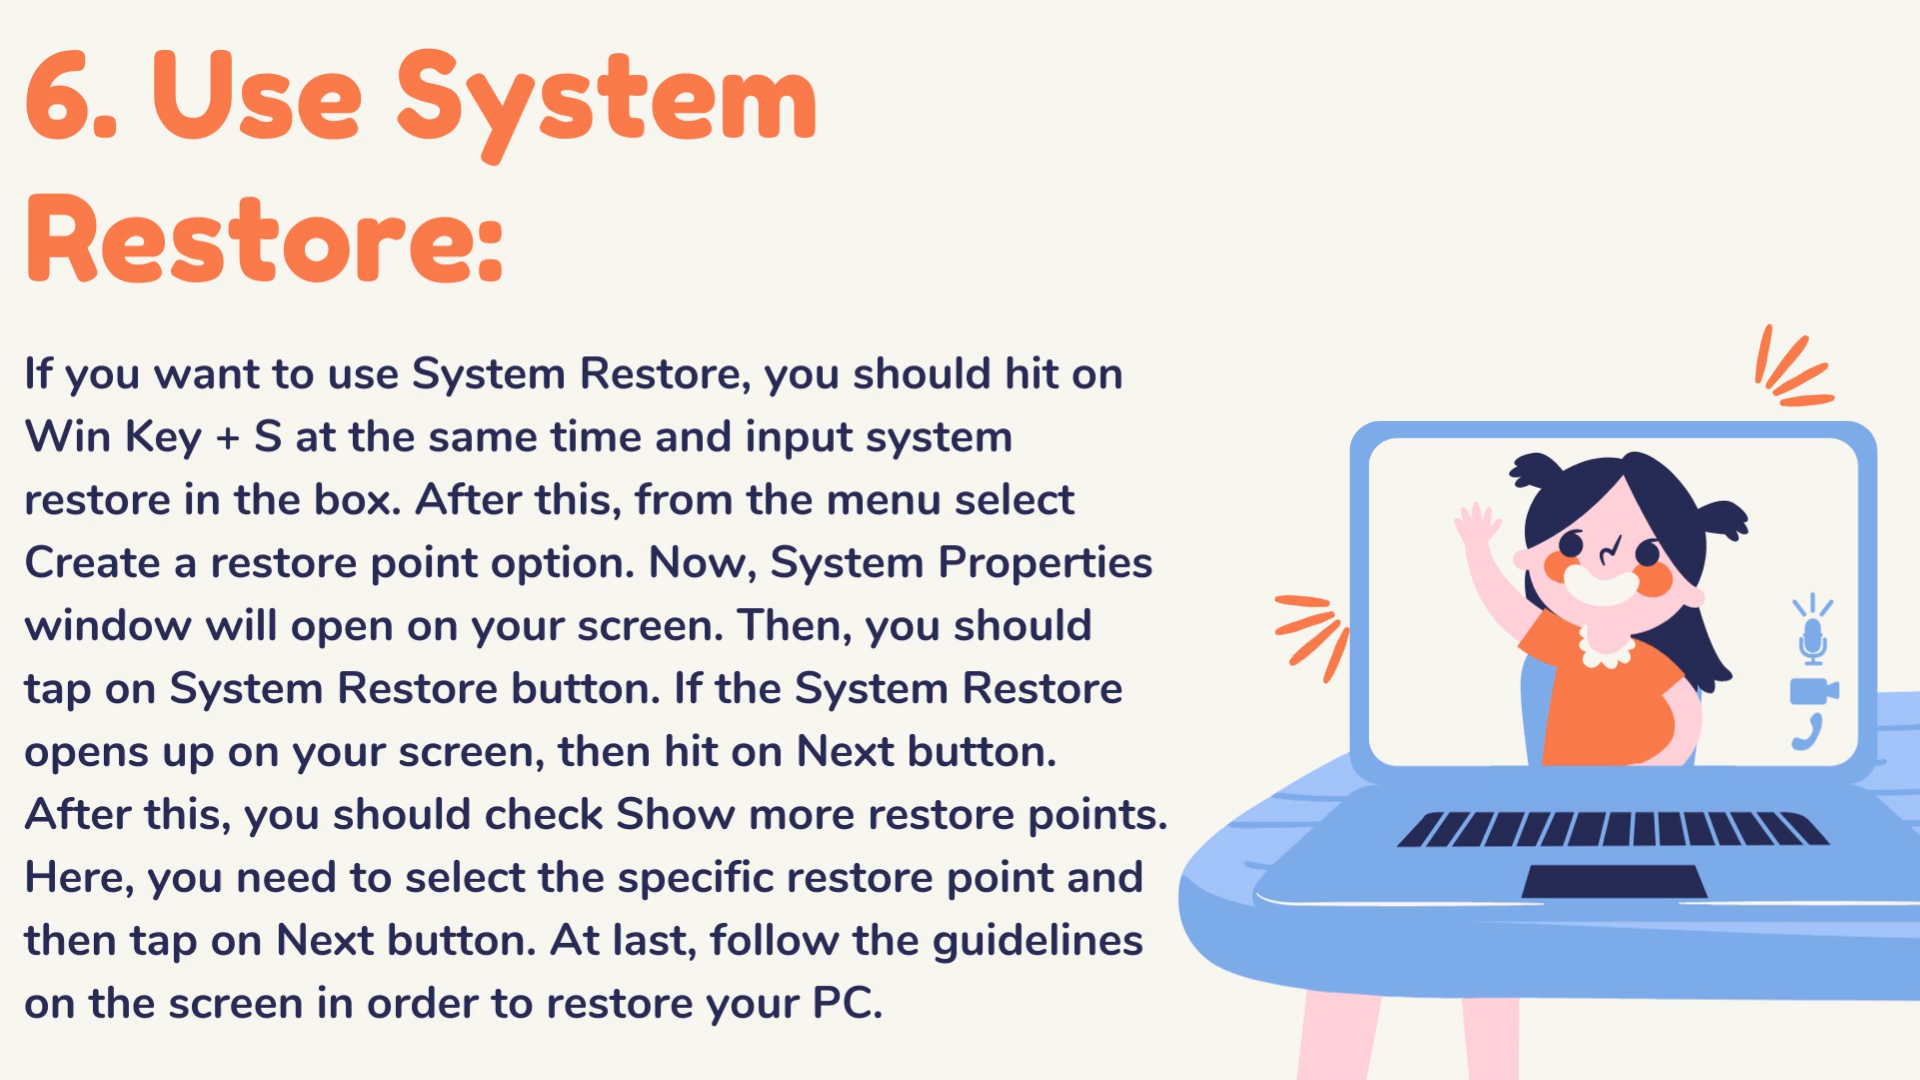 6. Use System
Restore:
If you want to use System Restore, you should hit on
Win Key + S at the same time and input system
restore in the box. After this, from the menu select
Create a restore point option. Now, System Properties
window will open on your screen. Then, you should
tap on System Restore button. If the System Restore
opens up on your screen, then hit on Next button.
After this, you should check Show more restore points.
Here, you need to select the specific restore point and
then tap on Next button. At last, follow the guidelines
on the screen in order to restore your PC.